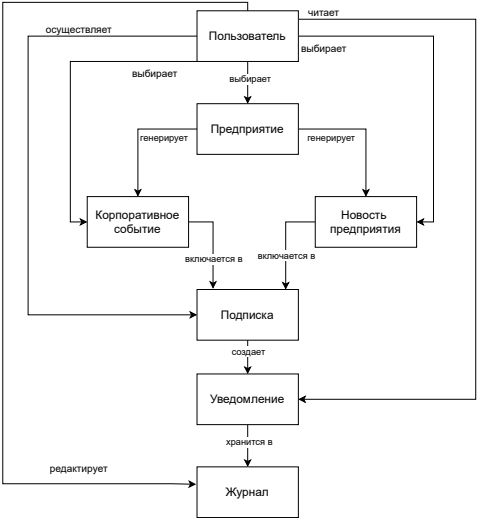 читает
осуществляет
Пользователь
выбирает
выбирает
выбирает
Предприятие
генерирует
генерирует
Корпоративное
событие
Новость
предприятия
включается в
включается в
Подписка
создает
Уведомление
хранится в
редактирует
Журнал